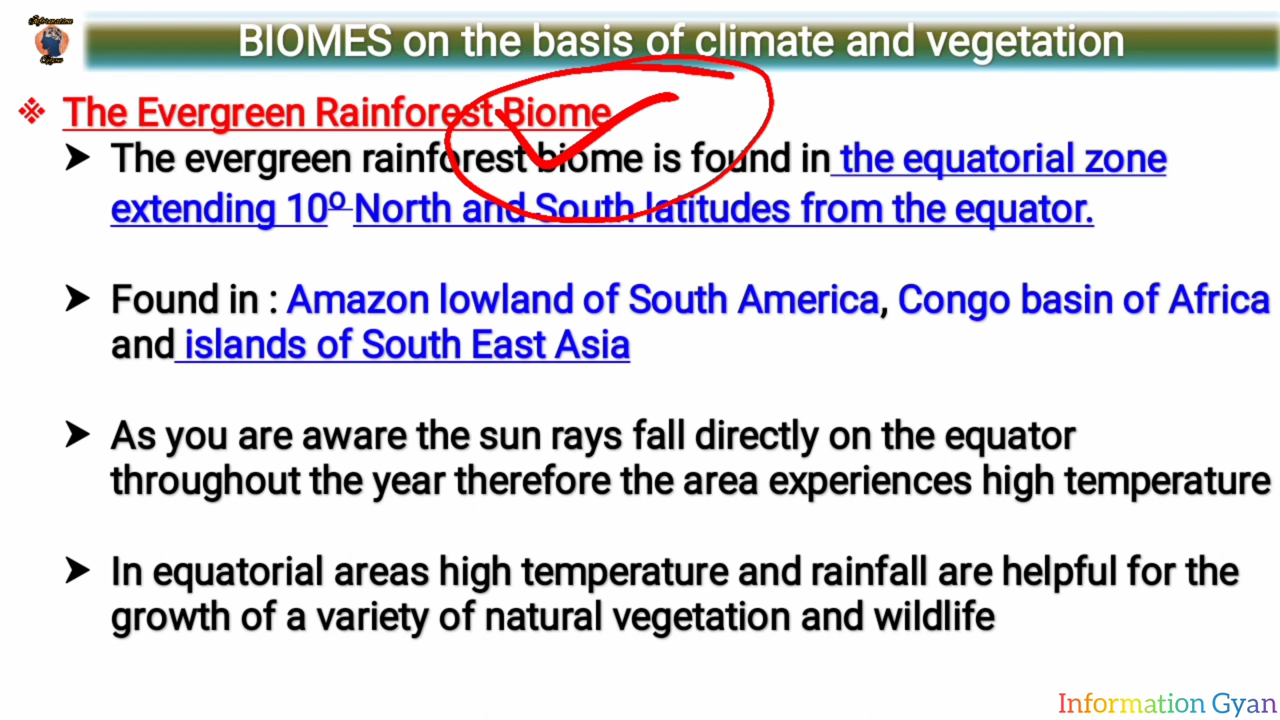 Information
Gyan
BIOMES on the basis of climate and vegetation
❖ The Evergreen Rainforest Biome
➤ The evergreen rainforest biome is found in the equatorial zone
extending 10⁰ North and South latitudes from the equator.
➤ Found in : Amazon lowland of South America, Congo basin of Africa
and islands of South East Asia
➤ As you are aware the sun rays fall directly on the equator
throughout the year therefore the area experiences high temperature
➤ In equatorial areas high temperature and rainfall are helpful for the
growth of a variety of natural vegetation and wildlife
Information Gyan